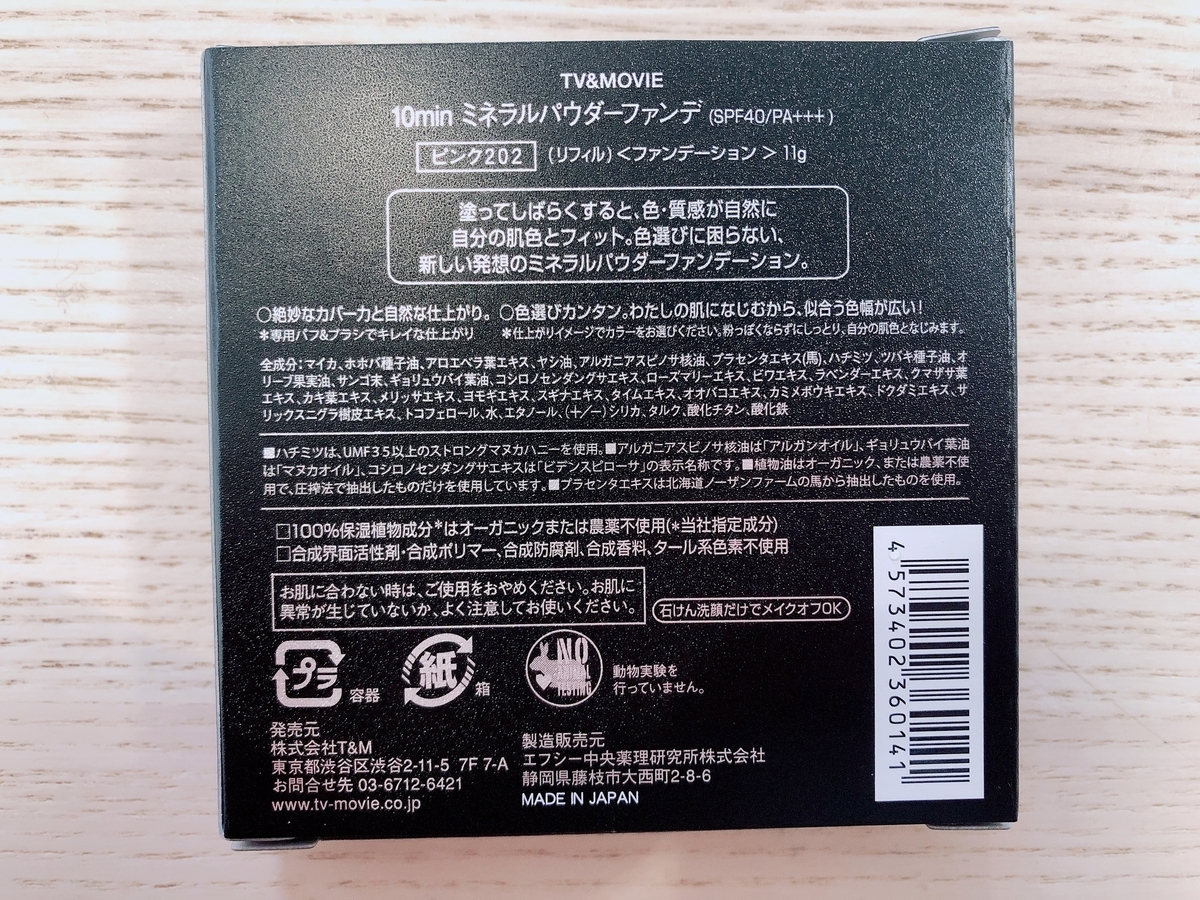 TV&MOVIE
10min ミネラルパウダーファンデ (SPF40/PA+++)
ピンク202 (リフィル)<ファンデーション> 11g
塗ってしばらくすると、色・質感が自然に
自分の肌色とフィット。色選びに困らない、
新しい発想のミネラルパウダーファンデーション。
○絶妙なカバー力と自然な仕上がり。 ○色選びカンタン。わたしの肌になじむから、似合う色幅が広い!
*専用パフ&ブラシでキレイな仕上がり *仕上がりイメージでカラーをお選びください。粉っぽくならずにしっとり、自分の肌色となじみます。
全成分:マイカ、ホホバ種子油、アロエベラ葉エキス、ヤシ油、アルガニアスピノサ核油、プラセンタエキス(馬)、ハチミツ、ツバキ種子油、オ
リーブ果実油、サンゴ末、ギョリュウバイ葉油、コシロノセンダングサエキス、ローズマリーエキス、ビワエキス、ラベンダーエキス、クマザサ葉
エキス、カキ葉エキス、メリッサエキス、ヨモギエキス、スギナエキス、タイムエキス、オオバコエキス、カミメボウキエキス、ドクダミエキス、サ
リックスニグラ樹皮エキス、トコフェロール、水、エタノール、(+/−)シリカ、タルク、酸化チタン、酸化鉄
■ハチミツは、UMF35以上のストロングマヌカハニーを使用。■アルガニアスピノサ核油は「アルガンオイル」、ギョリュウバイ葉油
は「マヌカオイル」、コシロノセンダングサエキスは「ビデンスピローサ」の表示名称です。■植物油はオーガニック、または農薬不使
用で、圧搾法で抽出したものだけを使用しています。■プラセンタエキスは北海道ノーザンファームの馬から抽出したものを使用。
□100%保湿植物成分*はオーガニックまたは農薬不使用(*当社指定成分)
□合成界面活性剤・合成ポリマー、合成防腐剤、合成香料、タール系色素不使用
お肌に合わない時は、ご使用をおやめください。お肌に
異常が生じていないか、よく注意してお使いください。
石けん洗顔だけでメイクオフOK
プラ 容器
紙 箱
NO ANIMAL TESTING
動物実験を
行っていません。
発売元
株式会社T&M
東京都渋谷区渋谷2-11-5 7F 7-A
お問合せ先 03-6712-6421
www.tv-movie.co.jp
製造販売元
エフシー中央薬理研究所株式会社
静岡県藤枝市大西町2-8-6
MADE IN JAPAN
4 573402 360141